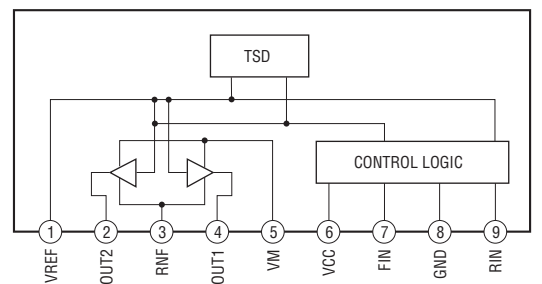 TSD
CONTROL LOGIC
1 2 3 4 5 6 7 8 9
VREF OUT2 RNF OUT1 VM VCC FIN GND RIN